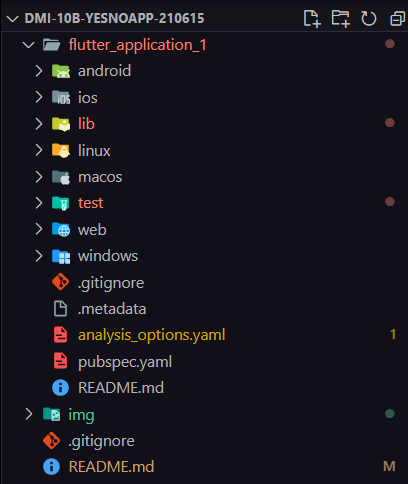 DMI-10B-YESNOAPP-210615
flutter_application_1
android
iOS ios
lib
linux
macos
test
web
windows
.gitignore
.metadata
analysis_options.yaml 1
pubspec.yaml
README.md
img
.gitignore
README.md M